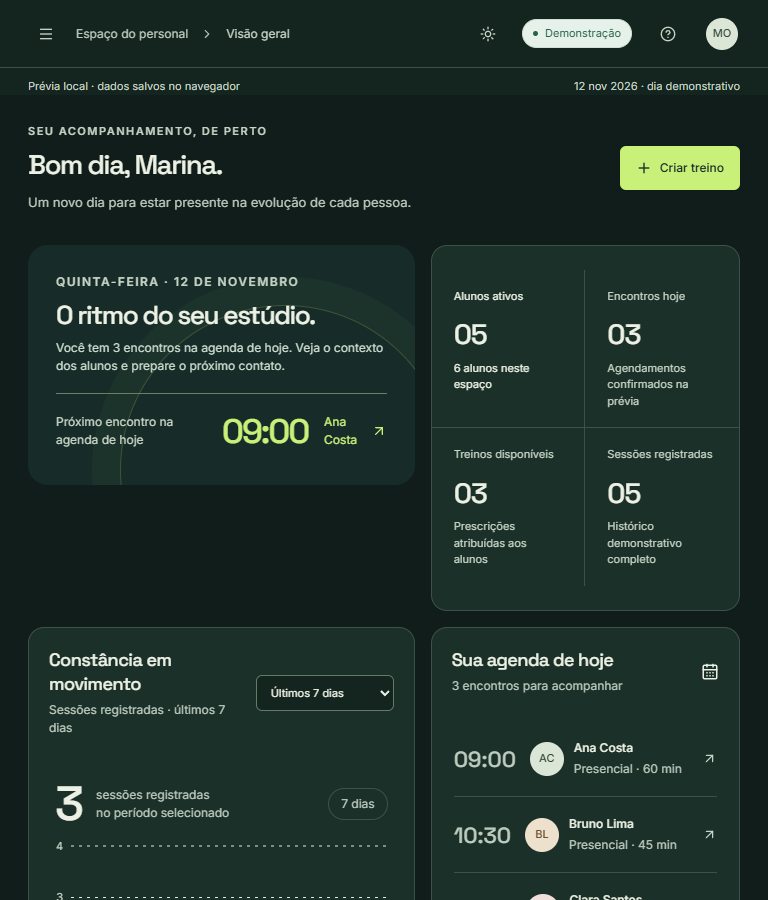 Espaço do personal
Visão geral
Demonstração
MO
Prévia local · dados salvos no navegador
12 nov 2026 · dia demonstrativo
SEU ACOMPANHAMENTO, DE PERTO
Bom dia, Marina.
Um novo dia para estar presente na evolução de cada pessoa.
Criar treino
QUINTA-FEIRA · 12 DE NOVEMBRO
O ritmo do seu estúdio.
Você tem 3 encontros na agenda de hoje. Veja o contexto
dos alunos e prepare o próximo contato.
Próximo encontro na
agenda de hoje
09:00
Ana
Costa
Alunos ativos
05
6 alunos neste
espaço
Encontros hoje
03
Agendamentos
confirmados na
prévia
Treinos disponíveis
03
Prescrições
atribuídas aos
alunos
Sessões registradas
05
Histórico
demonstrativo
completo
Constância em
movimento
Sessões registradas · últimos 7
dias
Últimos 7 dias
3
sessões registradas
no período selecionado
7 dias
4
3
Sua agenda de hoje
3 encontros para acompanhar
09:00
AC
Ana Costa
Presencial · 60 min
10:30
BL
Bruno Lima
Presencial · 45 min
Clara Santos